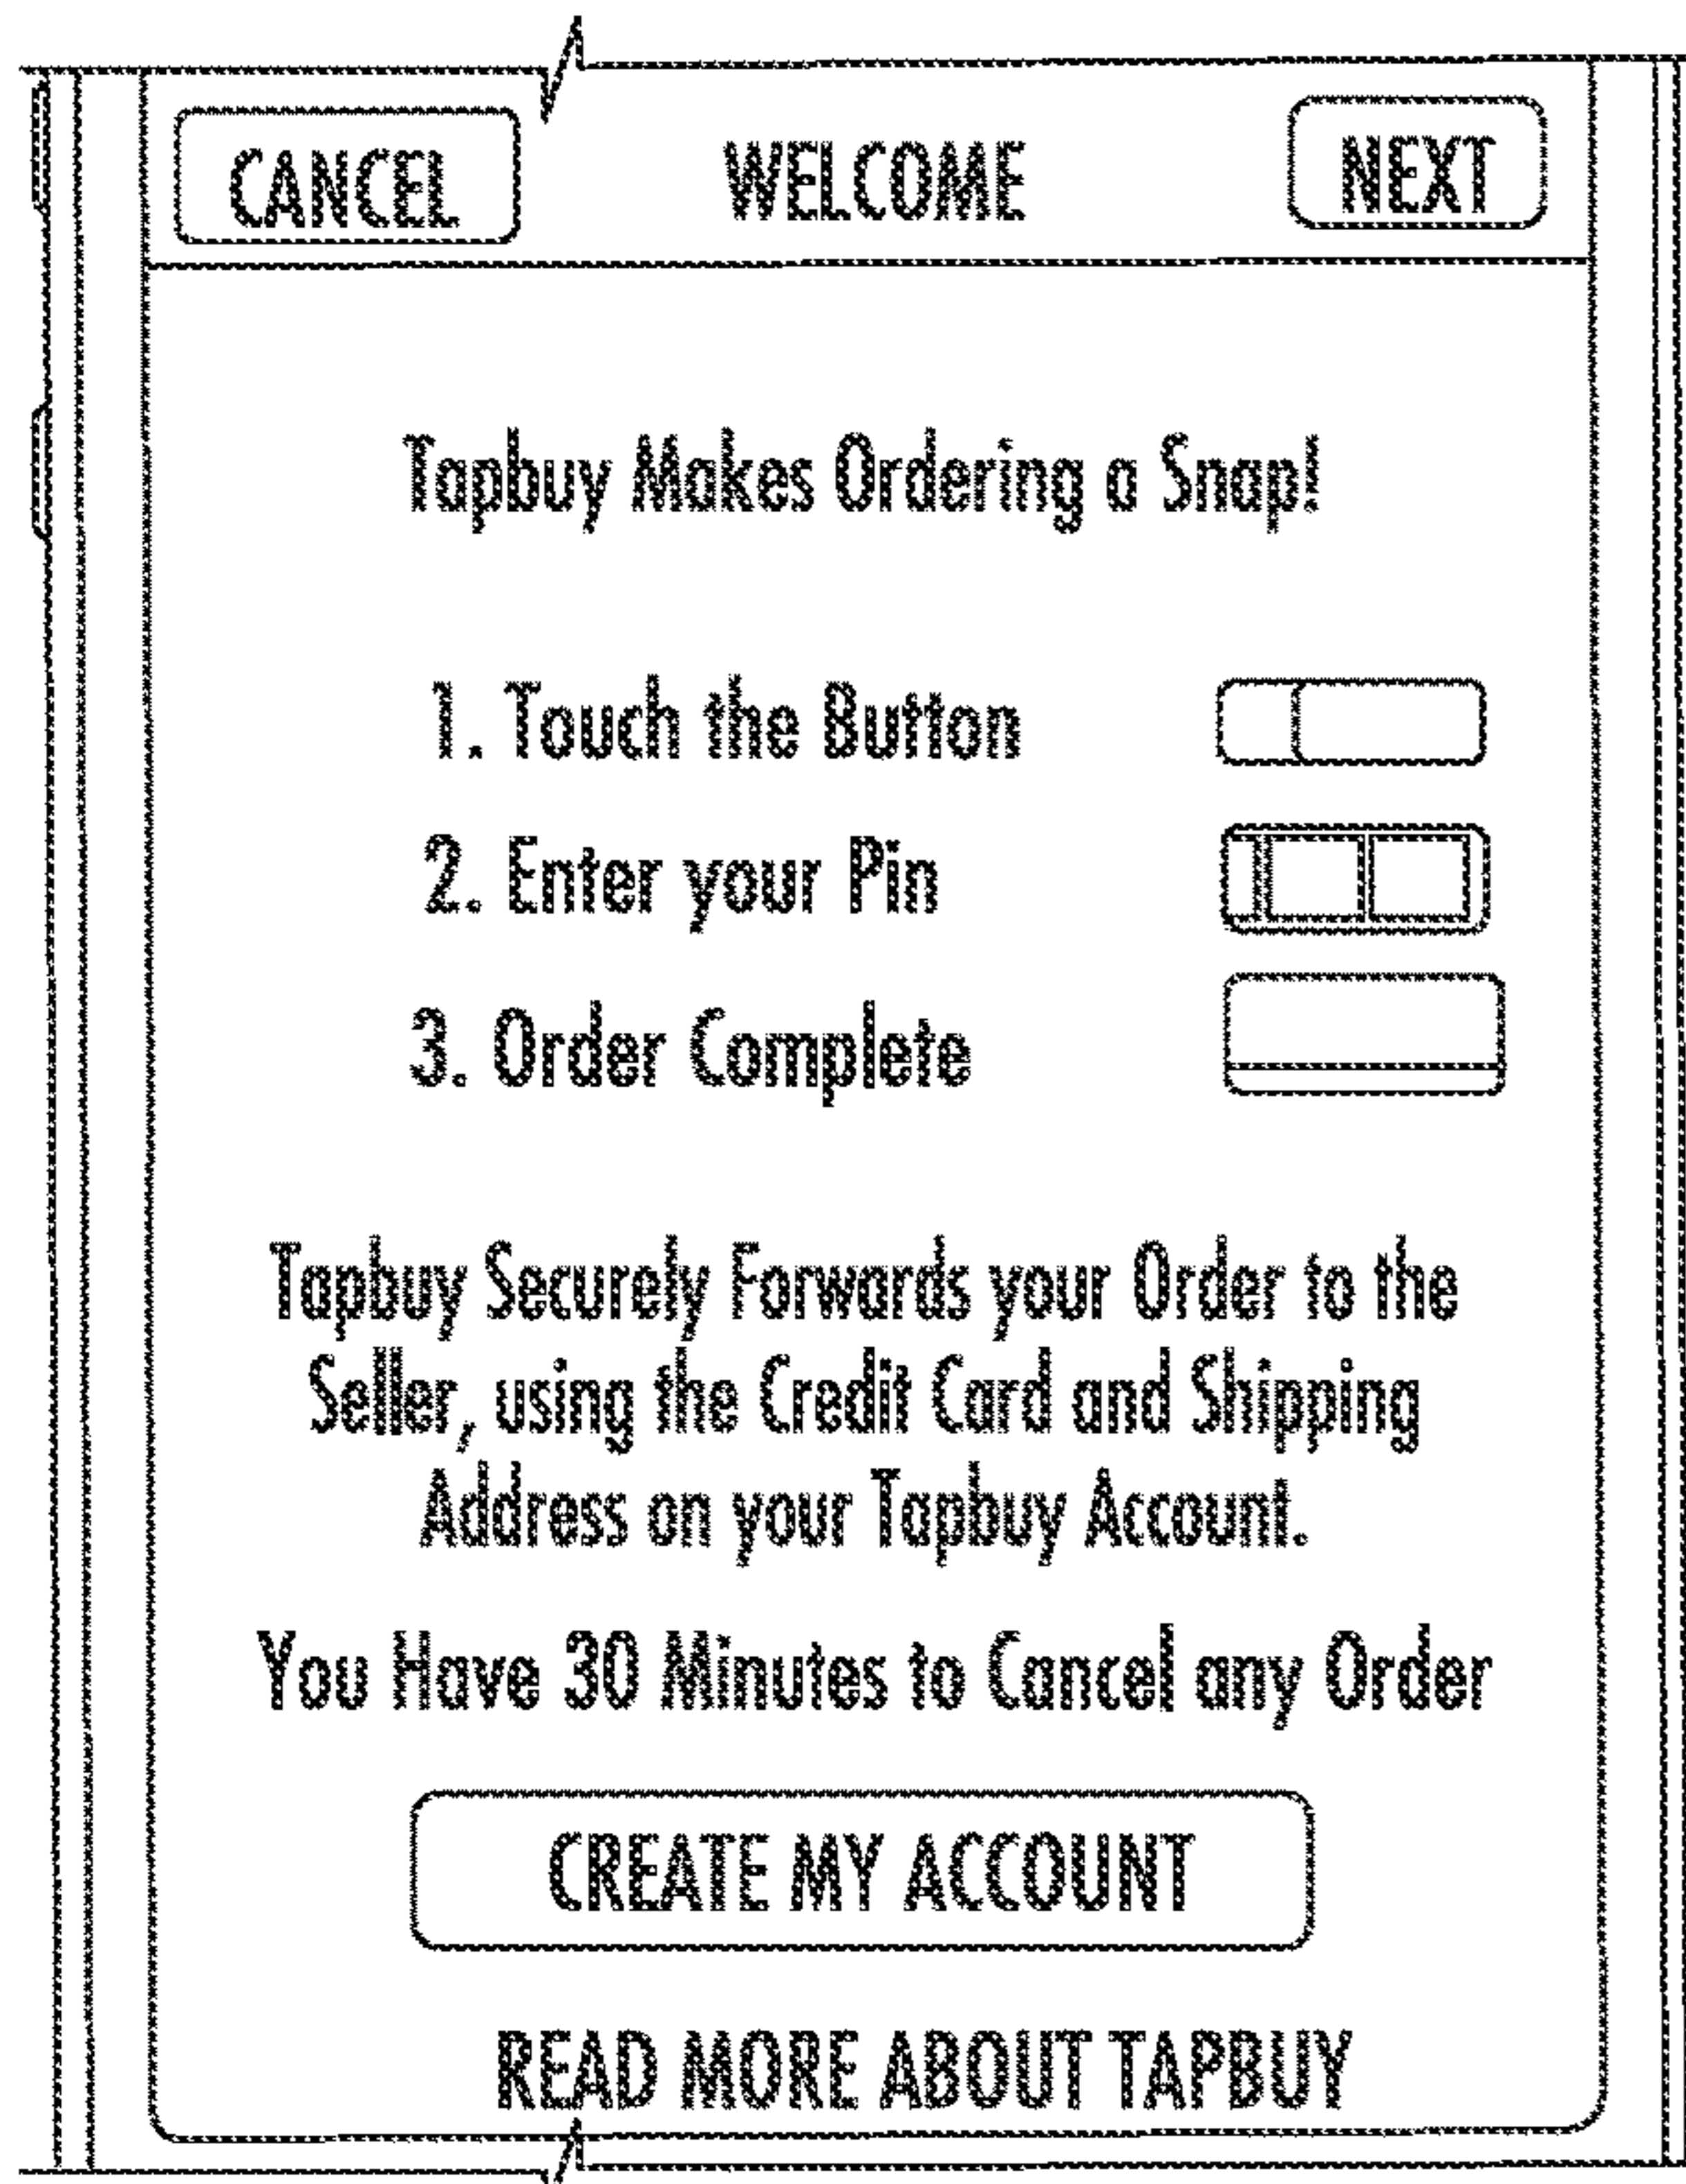 CANCEL WELCOME NEXT
Tapbuy Makes Ordering a Snap!
1. Touch the Button
2. Enter your Pin
3. Order Complete
Tapbuy Securely Forwards your Order to the
Seller, using the Credit Card and Shipping
Address on your Tapbuy Account.
You Have 30 Minutes to Cancel any Order
CREATE MY ACCOUNT
READ MORE ABOUT TAPBUY